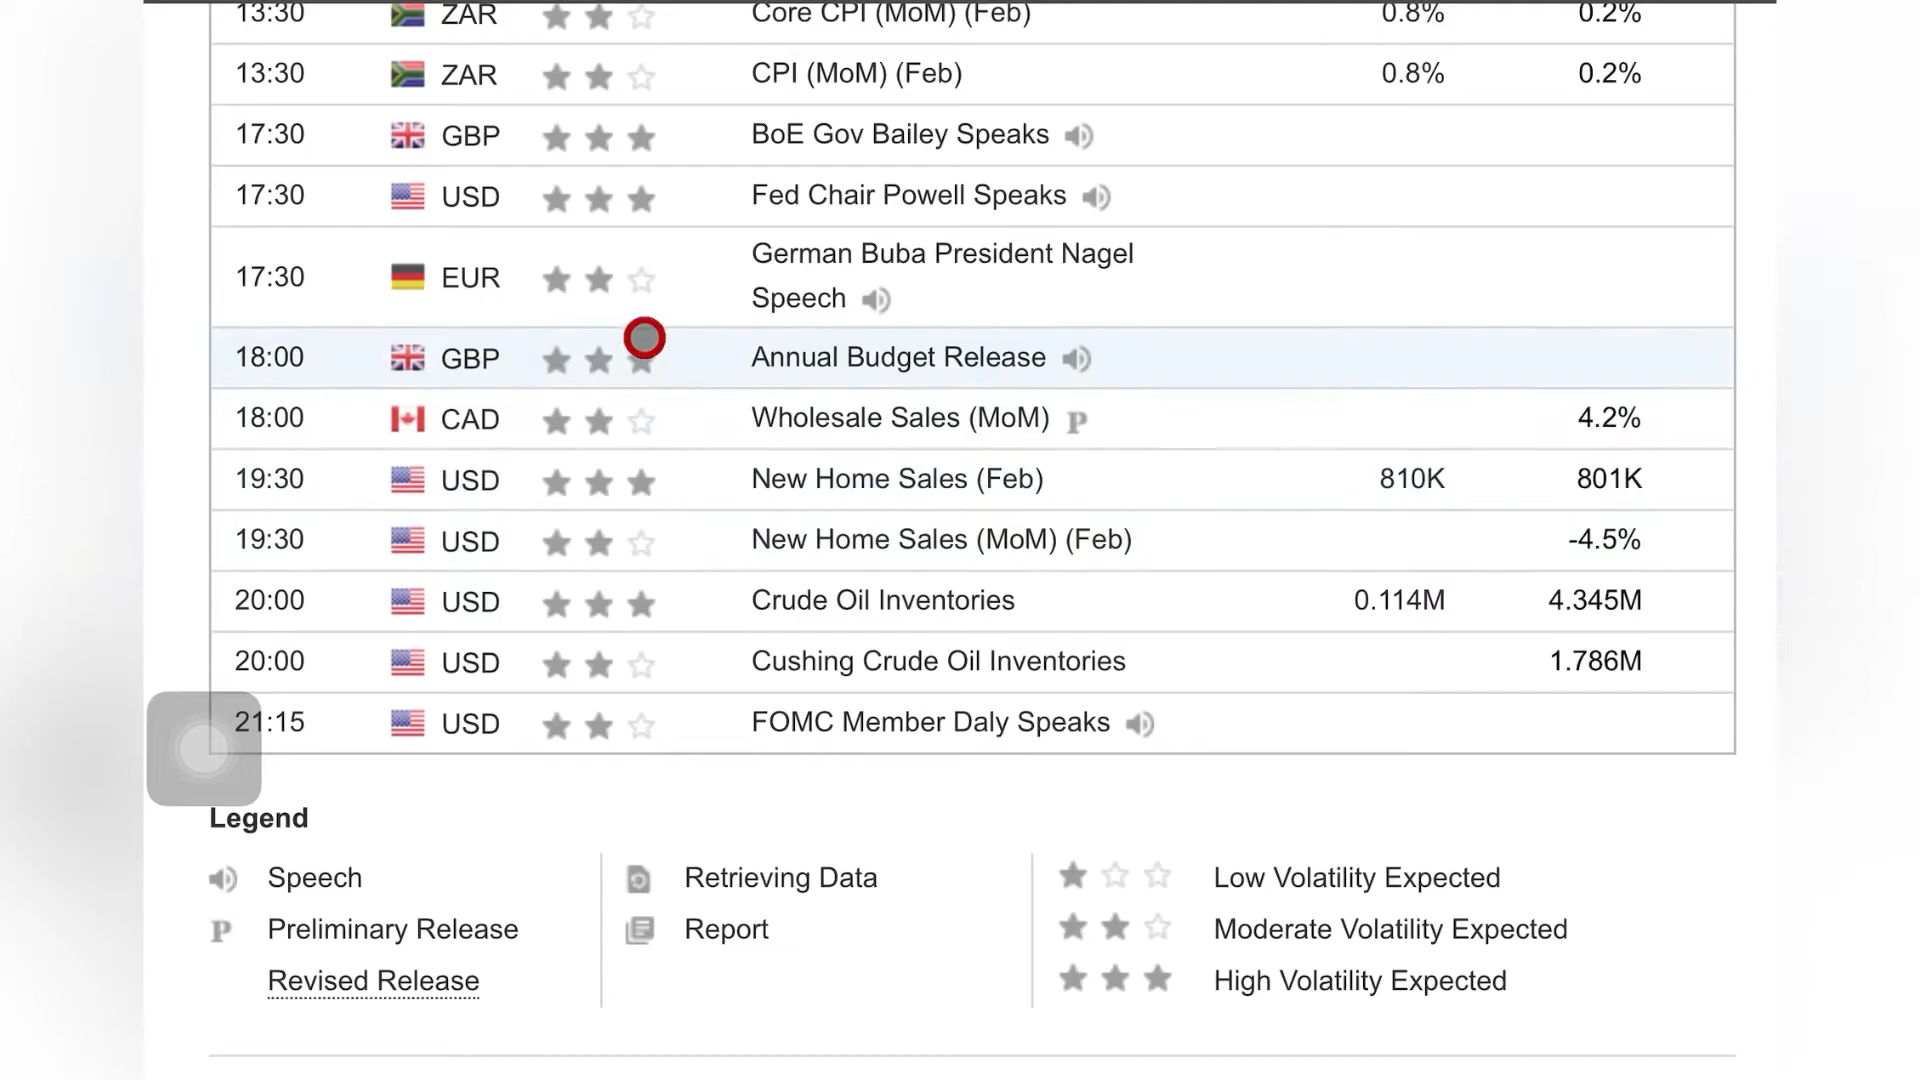 13:30 ZAR Core CPI (MoM) (Feb) 0.8% 0.2%
13:30 ZAR CPI (MoM) (Feb) 0.8% 0.2%
17:30 GBP BoE Gov Bailey Speaks
17:30 USD Fed Chair Powell Speaks
17:30 EUR German Buba President Nagel
Speech
18:00 GBP Annual Budget Release
18:00 CAD Wholesale Sales (MoM) P 4.2%
19:30 USD New Home Sales (Feb) 810K 801K
19:30 USD New Home Sales (MoM) (Feb) -4.5%
20:00 USD Crude Oil Inventories 0.114M 4.345M
20:00 USD Cushing Crude Oil Inventories 1.786M
21:15 USD FOMC Member Daly Speaks
Legend
Speech
P Preliminary Release
Revised Release
Retrieving Data
Report
Low Volatility Expected
Moderate Volatility Expected
High Volatility Expected